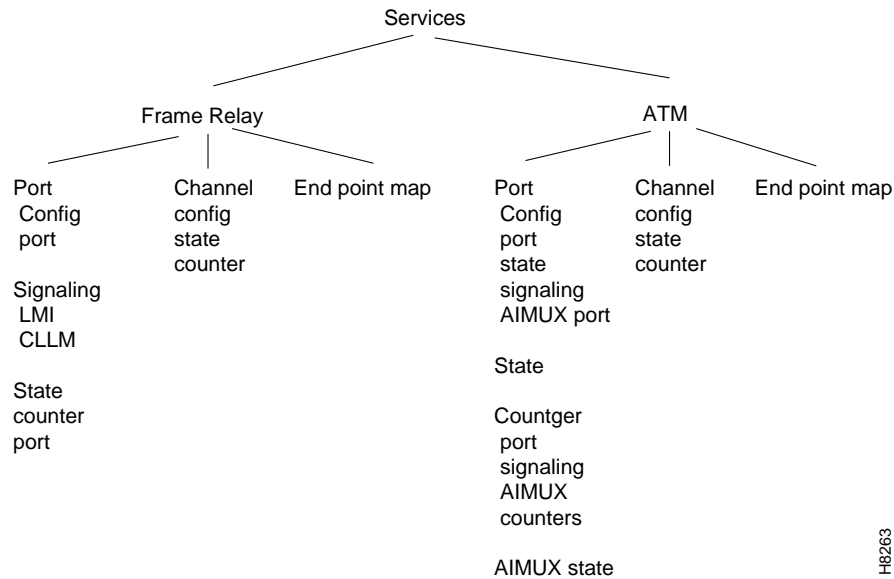 Services
Frame Relay
ATM
Port
Config
port
Signaling
LMI
CLLM
State
counter
port
Channel
config
state
counter
End point map
Port
Config
port
state
signaling
AIMUX port
State
Countger
port
signaling
AIMUX
counters
AIMUX state
Channel
config
state
counter
End point map
H8263